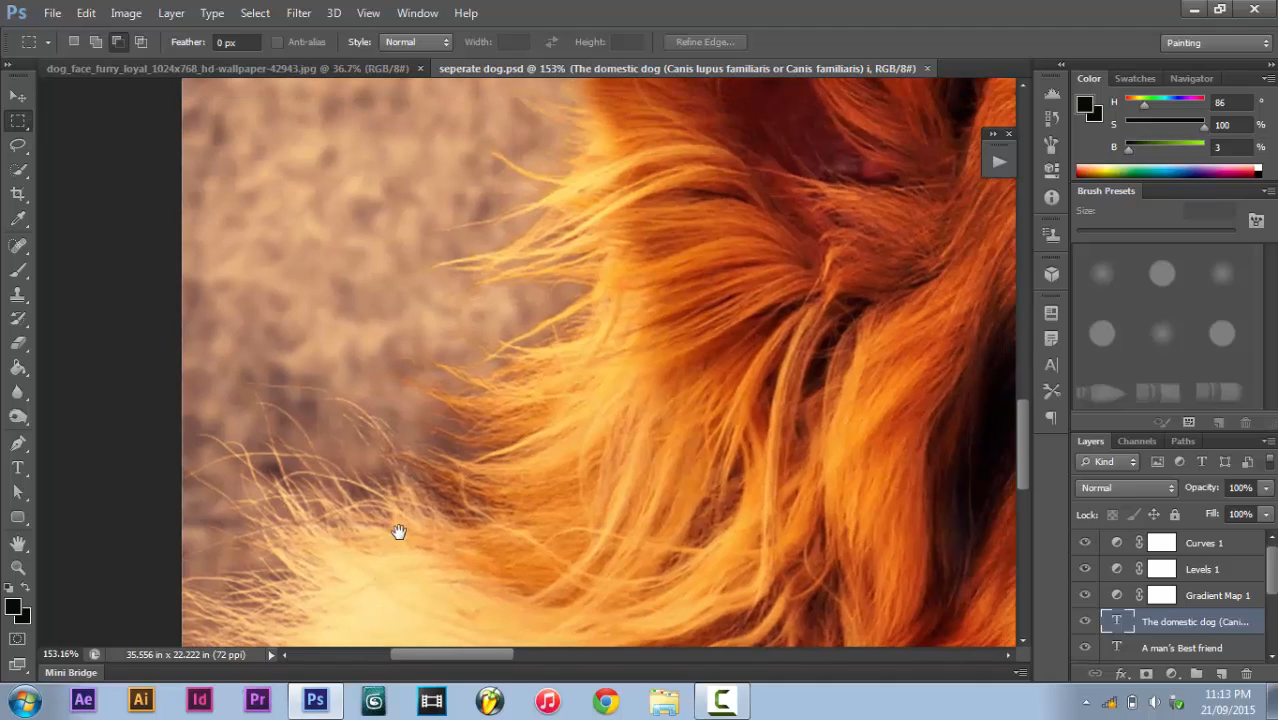 Ps File Edit Image Layer Type Select Filter 3D View Window Help
Feather: 0 px Anti-alias Style: Normal Width: Height: Refine Edge... Painting
dog_face_furry_loyal_1024x768_hd-wallpaper-42943.jpg @ 36.7% (RGB/8#) × seperate dog.psd @ 153% (The domestic dog (Canis lupus familiaris or Canis familiaris) i, RGB/8#) ×
Color Swatches Navigator
H 86
S 100 %
B 3 %
Brush Presets
Size:
Layers Channels Paths
Kind
Normal Opacity: 100%
Lock: Fill: 100%
Curves 1
Levels 1
Gradient Map 1
T The domestic dog (Cani...
T A man's Best friend
153.16% 35.556 in x 22.222 in (72 ppi)
Mini Bridge
Ae Ai Id Pr Ps C
11:13 PM
21/09/2015